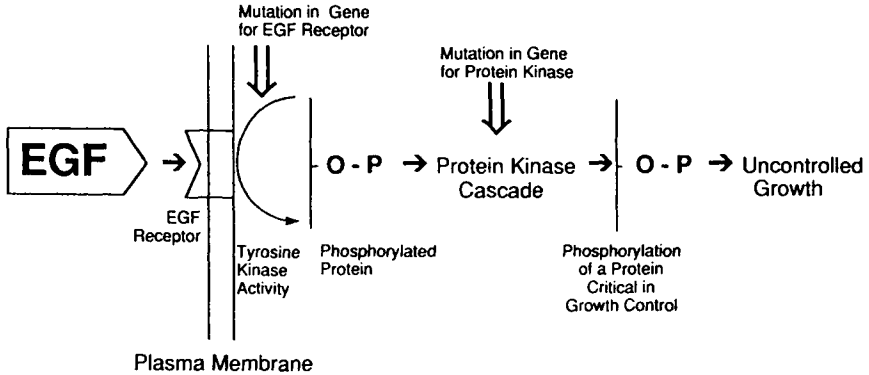 Mutation in Gene
for EGF Receptor
Mutation in Gene
for Protein Kinase
EGF
O - P
Protein Kinase
Cascade
O - P
Uncontrolled
Growth
EGF
Receptor
Tyrosine
Kinase
Activity
Phosphorylated
Protein
Phosphorylation
of a Protein
Critical in
Growth Control
Plasma Membrane